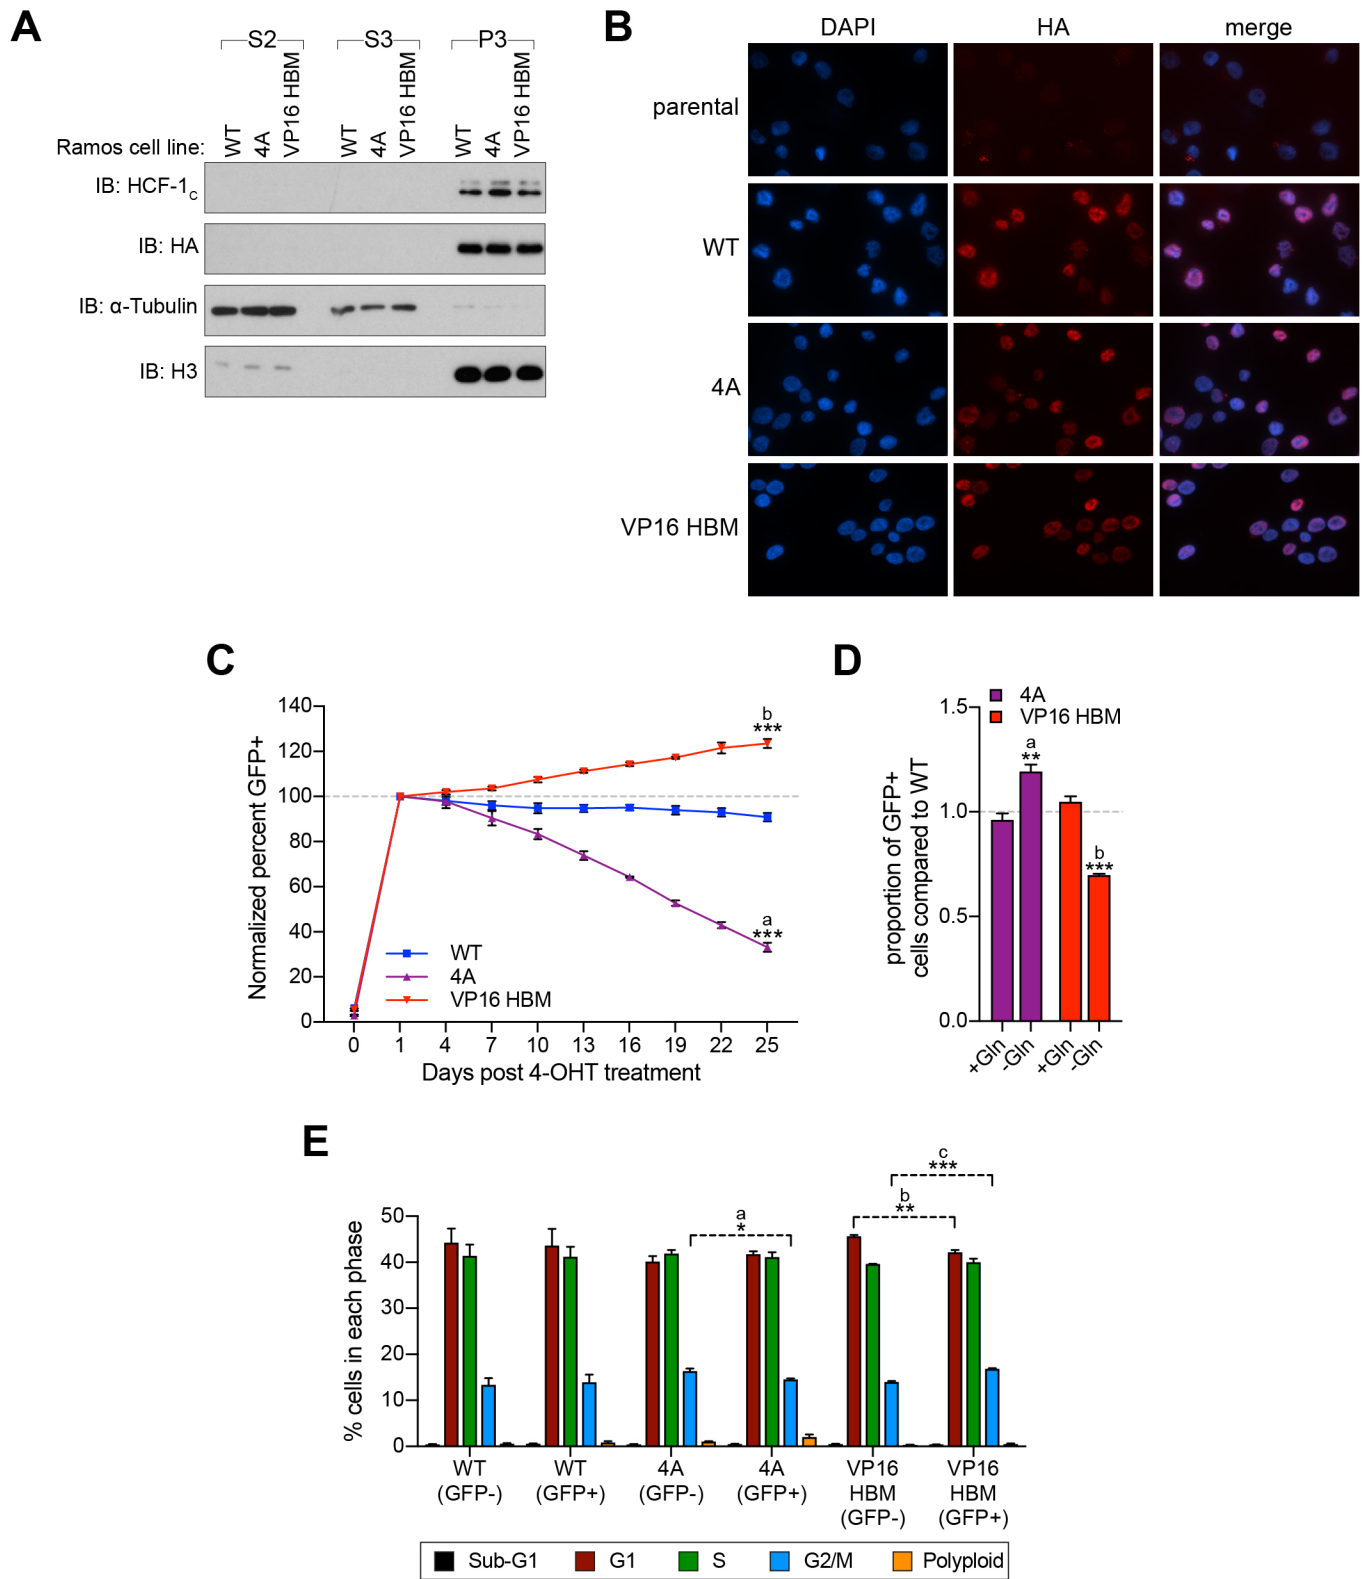 A
S2 S3 P3
WT 4A VP16 HBM WT 4A VP16 HBM WT 4A VP16 HBM
Ramos cell line:
IB: HCF-1C
IB: HA
IB: α-Tubulin
IB: H3
B
DAPI HA merge
parental
WT
4A
VP16 HBM
C
Normalized percent GFP+
140
120
100
80
60
40
20
0
b
***
a
***
WT
4A
VP16 HBM
0 1 4 7 10 13 16 19 22 25
Days post 4-OHT treatment
D
4A
VP16 HBM
proportion of GFP+
cells compared to WT
1.5
1.0
0.5
0.0
a
**
b
***
+Gln -Gln +Gln -Gln
E
% cells in each phase
50
40
30
20
10
0
a
*
b
**
c
***
WT
(GFP-)
WT
(GFP+)
4A
(GFP-)
4A
(GFP+)
VP16
HBM
(GFP-)
VP16
HBM
(GFP+)
Sub-G1 G1 S G2/M Polyploid